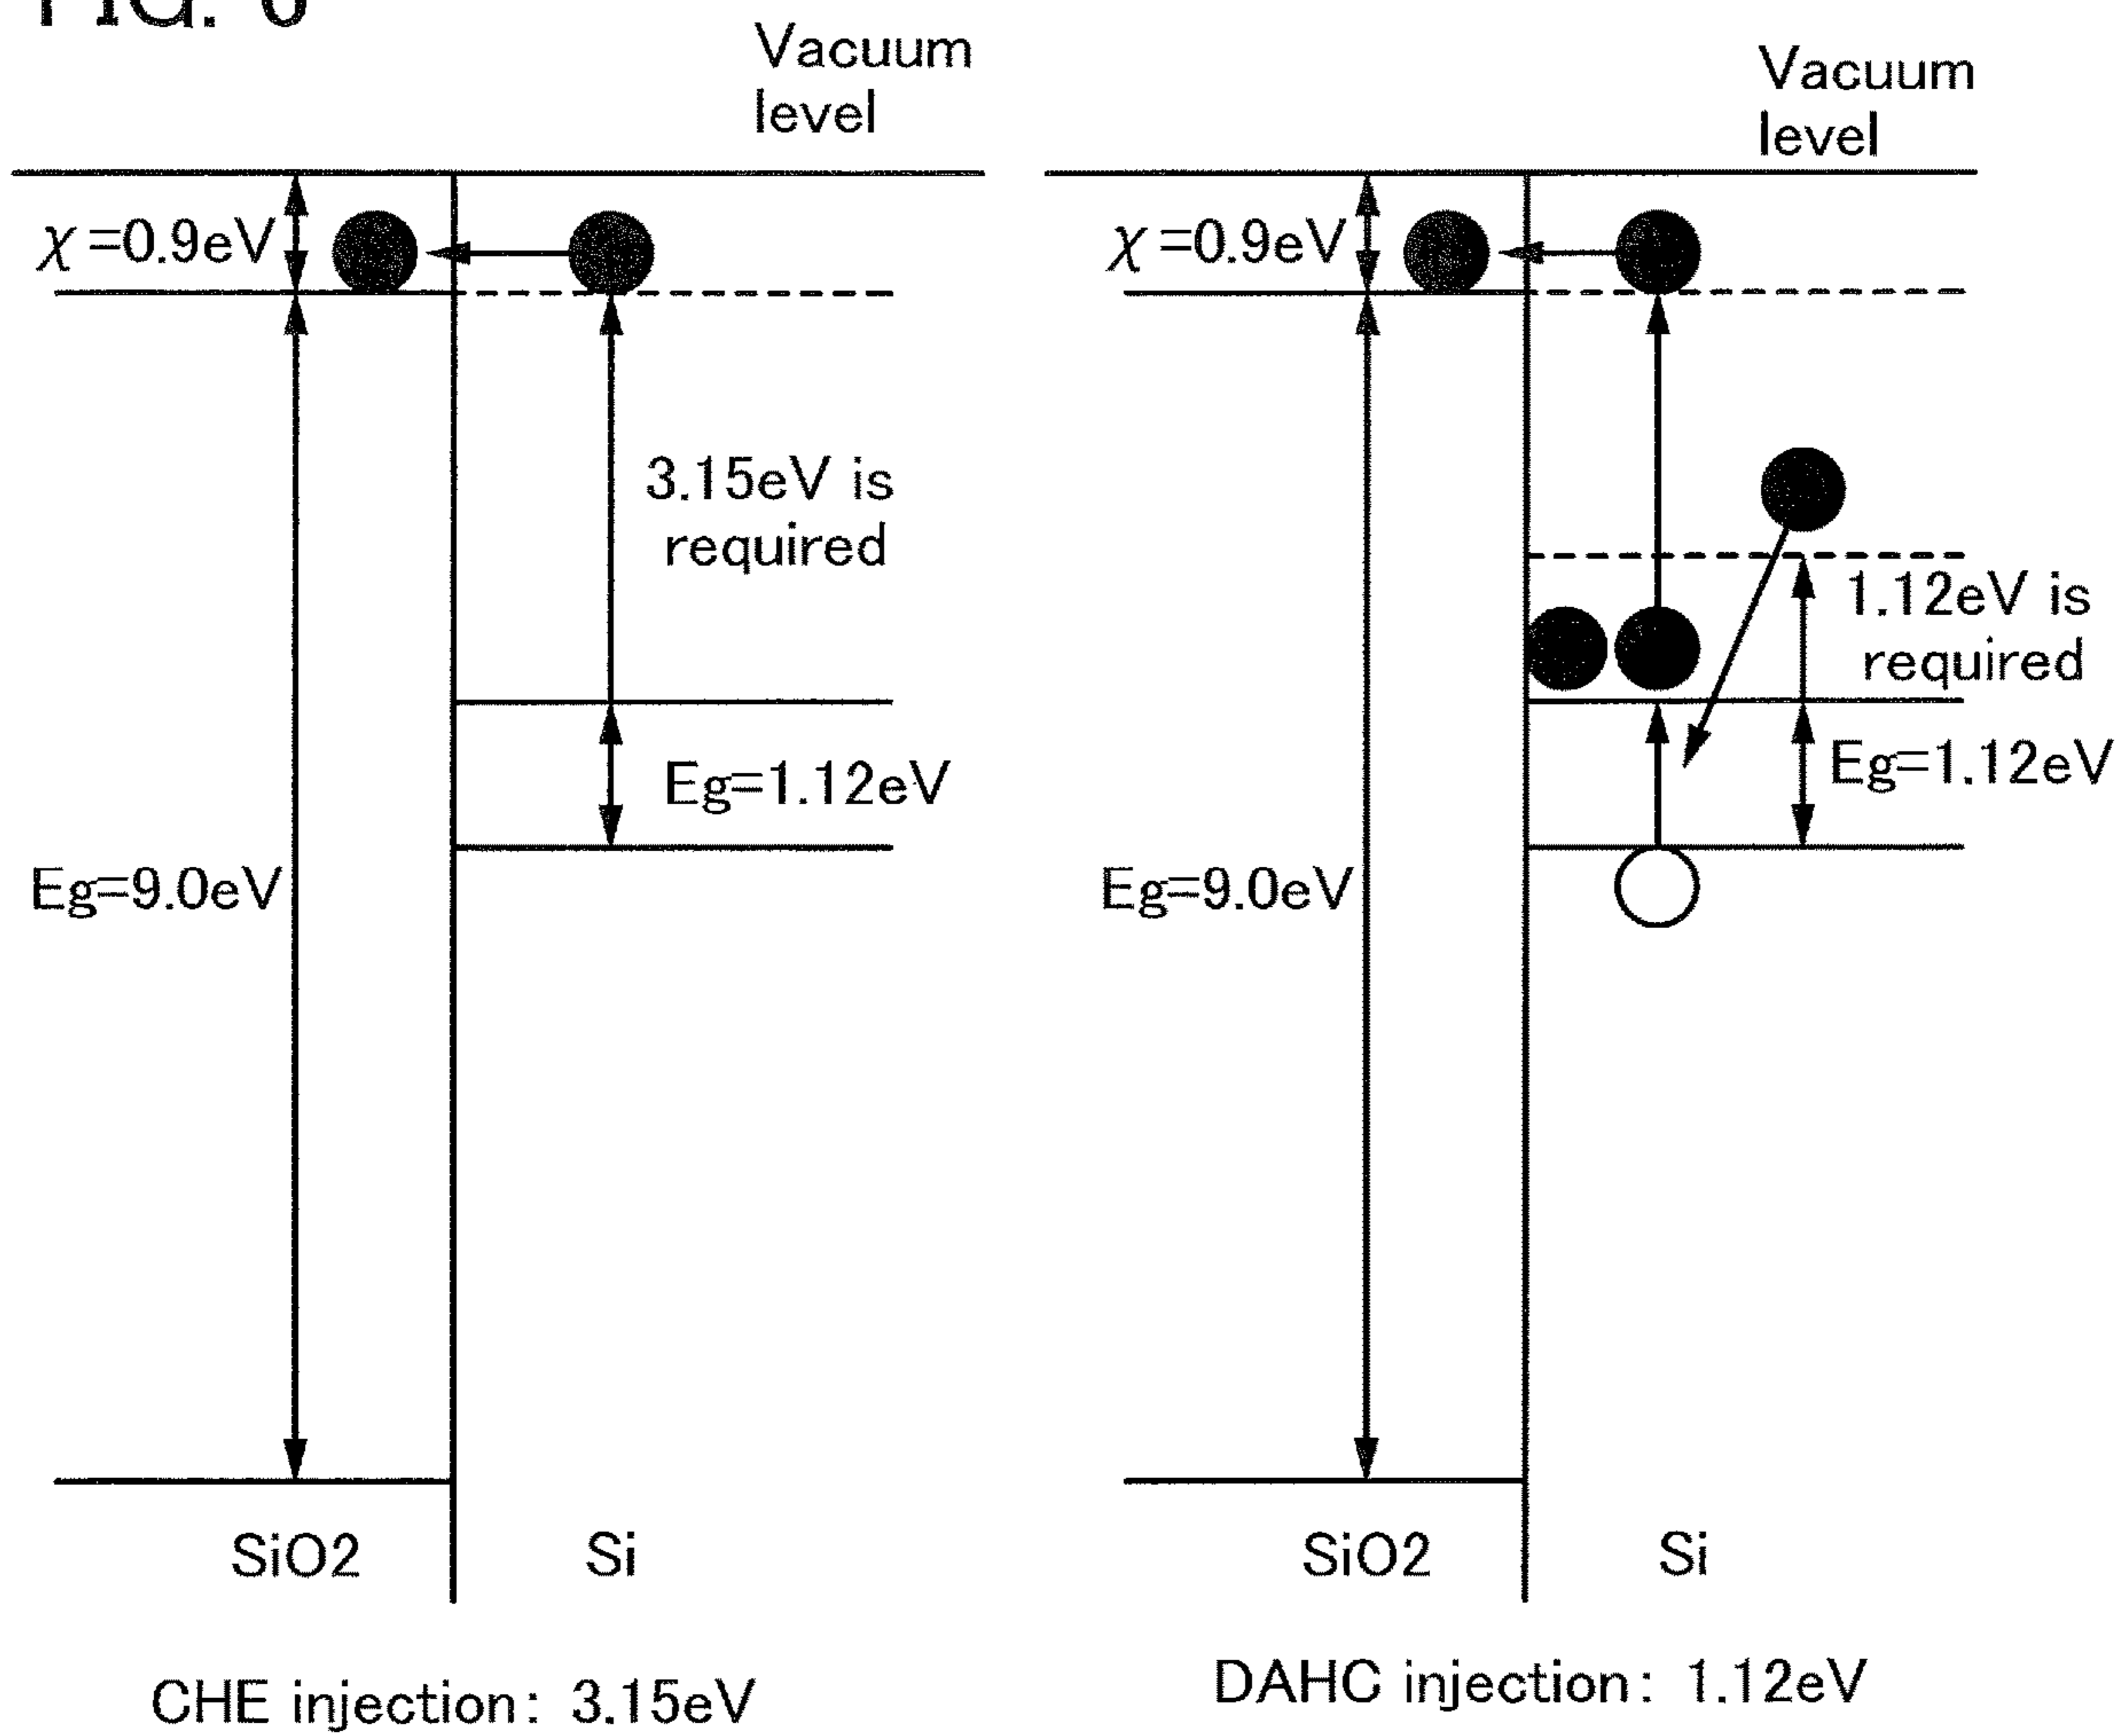 FIG. 6
Vacuum
level
χ=0.9eV
3.15eV is
required
Eg=1.12eV
Eg=9.0eV
SiO2
Si
CHE injection: 3.15eV
Vacuum
level
χ=0.9eV
1.12eV is
required
Eg=1.12eV
Eg=9.0eV
SiO2
Si
DAHC injection: 1.12eV